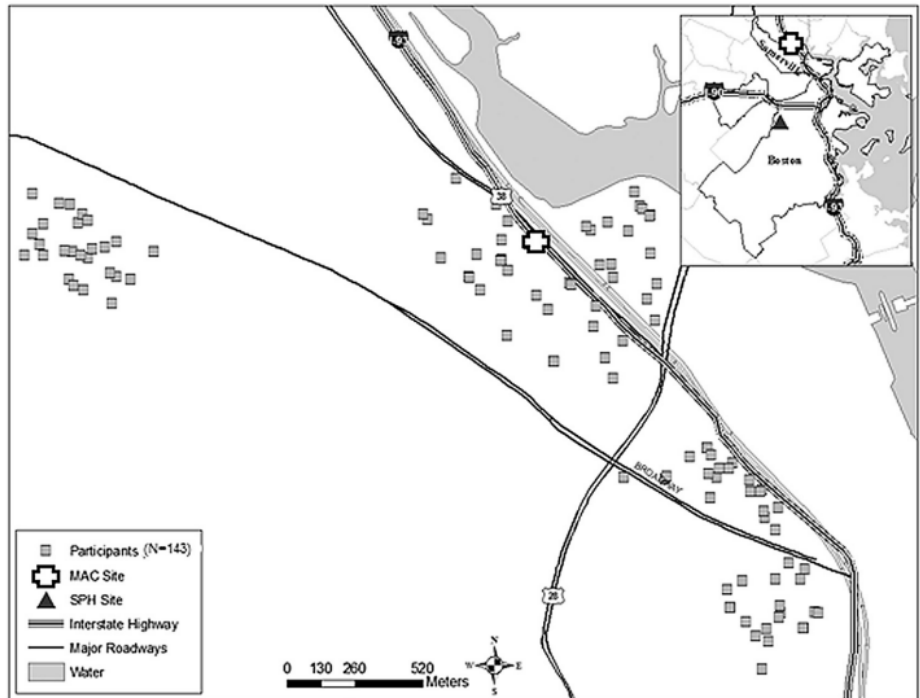 93
38
Somerville
90
Boston
93
BROADWAY
28
Participants (N=143)
MAC Site
SPH Site
Interstate Highway
Major Roadways
Water
0 130 260 520
Meters
N
W E
S